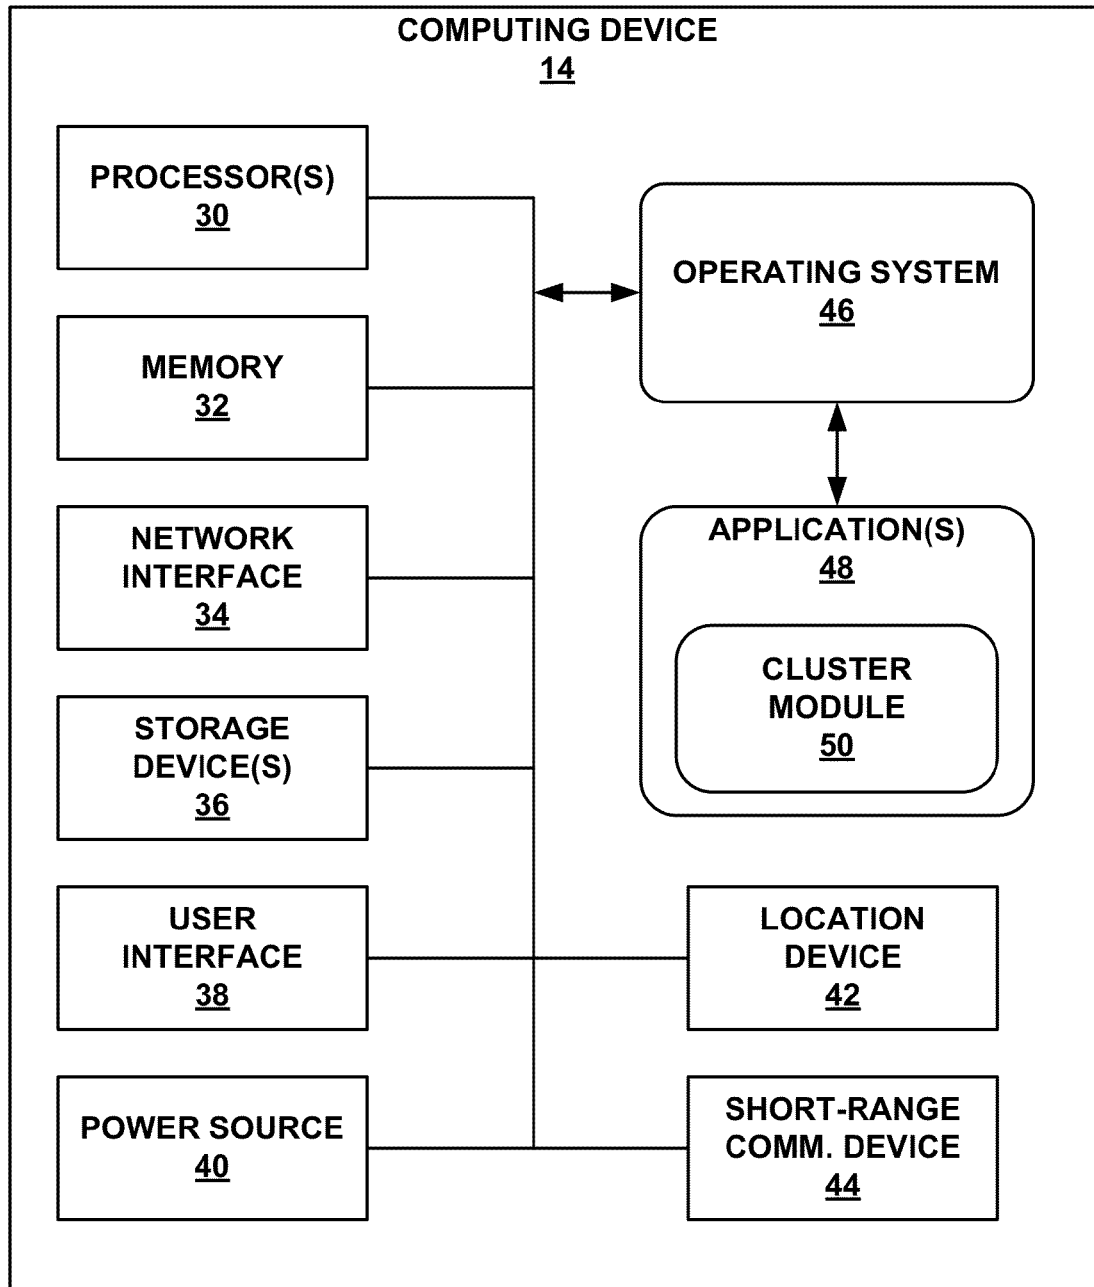 COMPUTING DEVICE
14
PROCESSOR(S)
30
OPERATING SYSTEM
46
MEMORY
32
NETWORK
INTERFACE
34
APPLICATION(S)
48
CLUSTER
MODULE
50
STORAGE
DEVICE(S)
36
USER
INTERFACE
38
LOCATION
DEVICE
42
POWER SOURCE
40
SHORT-RANGE
COMM. DEVICE
44